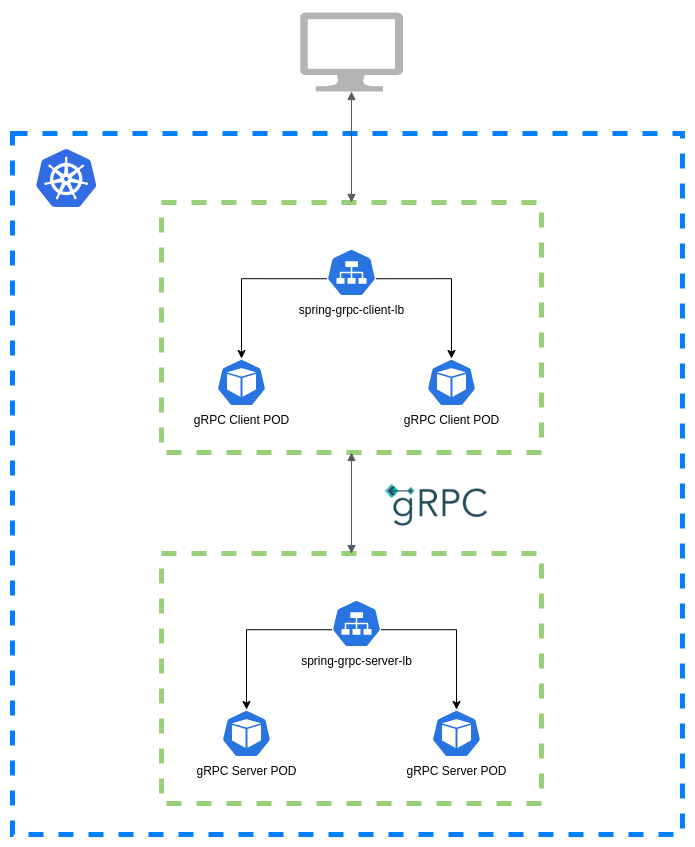 spring-grpc-client-lb
gRPC Client POD
gRPC Client POD
gRPC
spring-grpc-server-lb
gRPC Server POD
gRPC Server POD